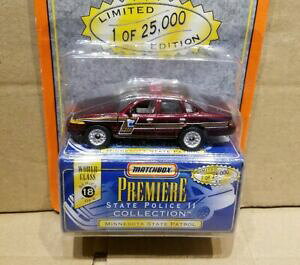 LIMITED
1 OF 25,000
Edition
MATCHBOX
WORLD CLASS
18
PREMIERE
STATE POLICE II
COLLECTION
MINNESOTA STATE PATROL